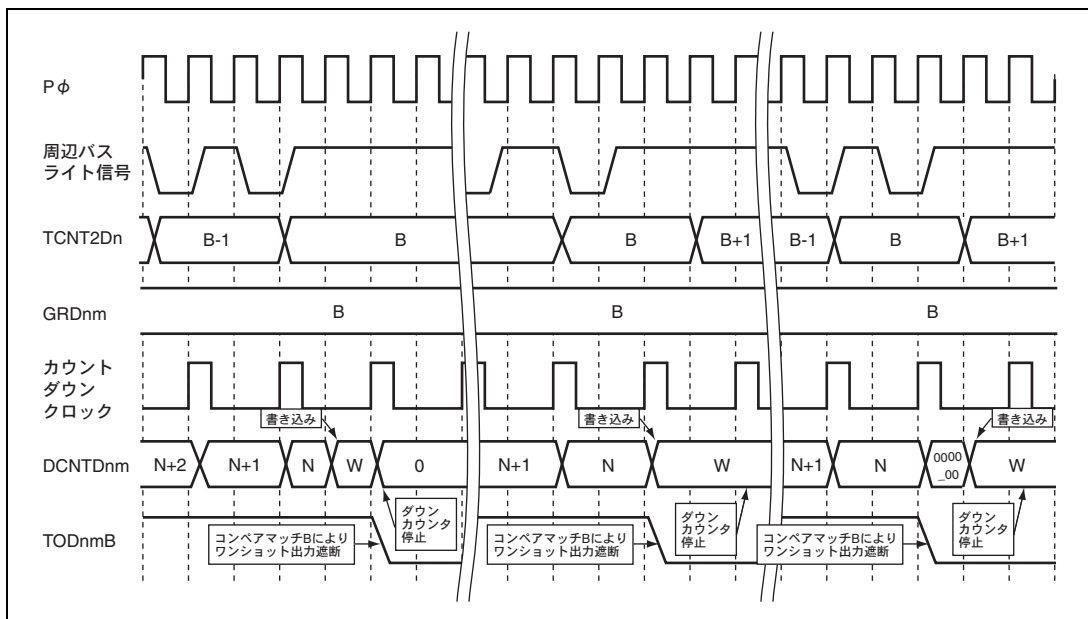 Pφ
周辺バス
ライト信号
TCNT2Dn
B-1
B
B
B+1
B-1
B
B+1
GRDnm
B
B
B
カウント
ダウン
クロック
書き込み
書き込み
書き込み
DCNTDnm
N+2
N+1
N
W
0
N+1
N
W
N+1
N
0000
_00
W
TODnmB
コンペアマッチBにより
ワンショット出力遮断
ダウン
カウンタ
停止
コンペアマッチBにより
ワンショット出力遮断
ダウン
カウンタ
停止
コンペアマッチBにより
ワンショット出力遮断
ダウン
カウンタ
停止